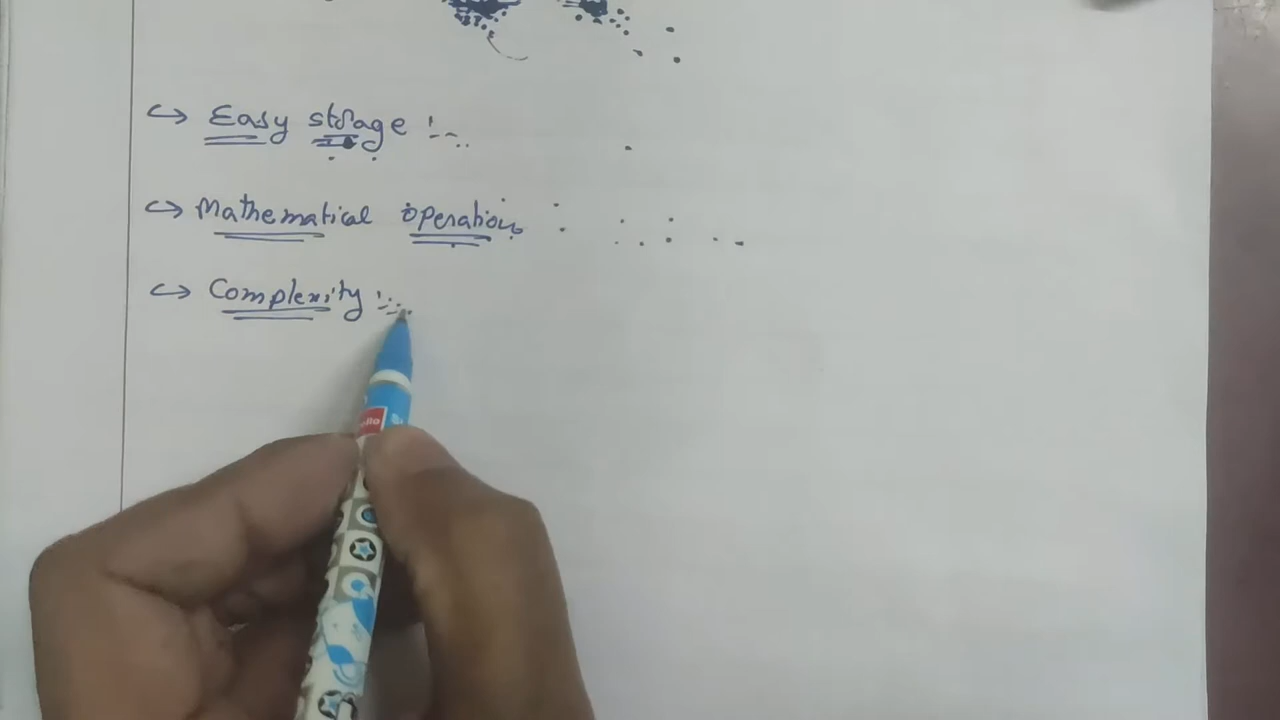 ↪ Easy storage :-
↪ Mathematical operations
↪ Complexity :-